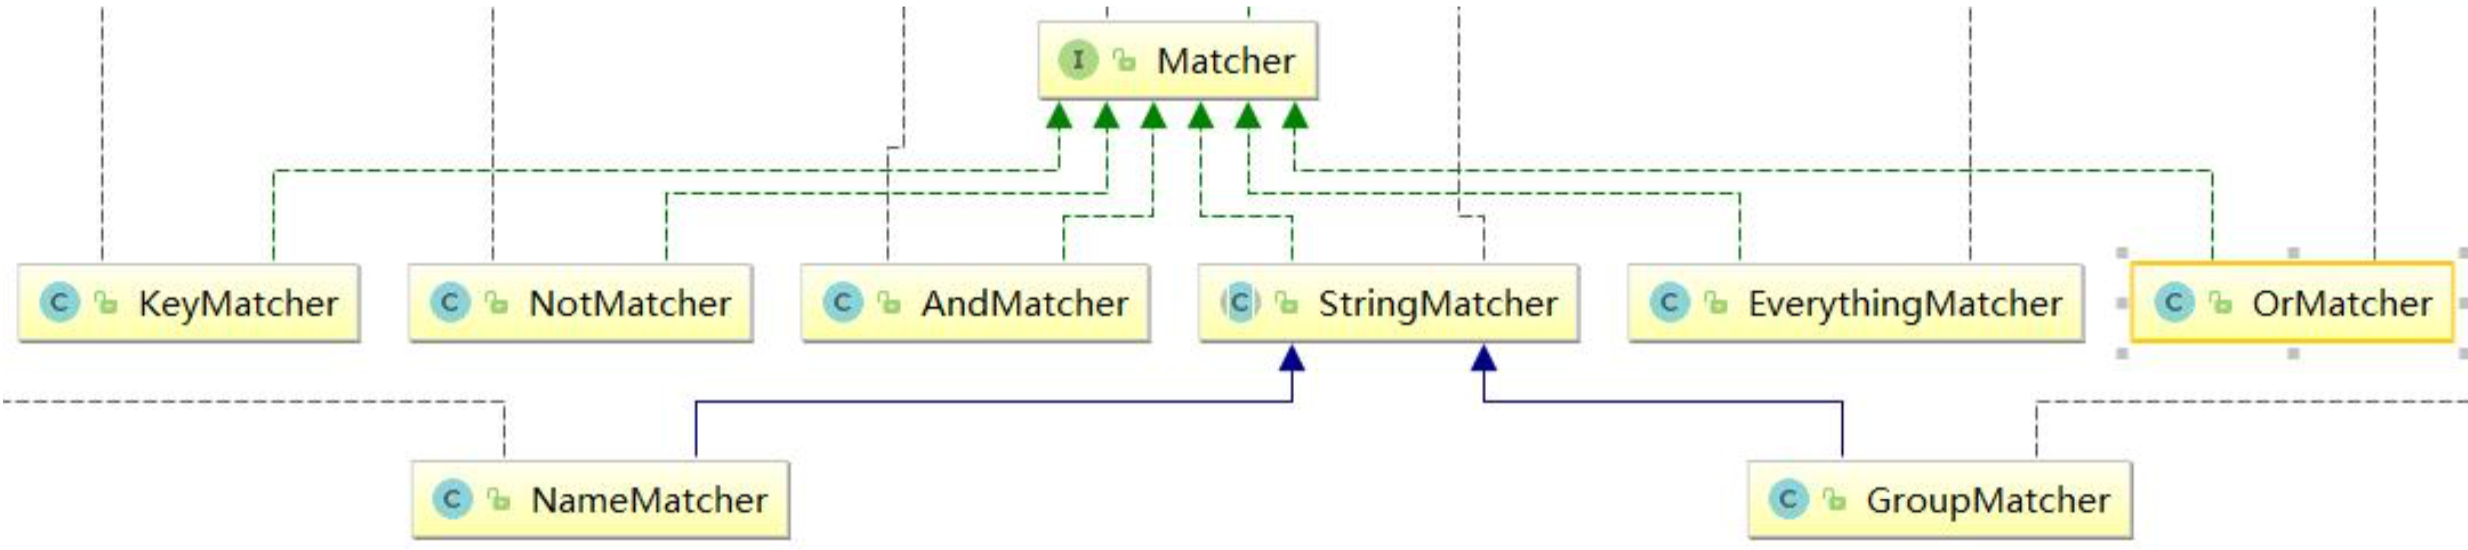 I Matcher
C KeyMatcher
C NotMatcher
C AndMatcher
C StringMatcher
C EverythingMatcher
C OrMatcher
C NameMatcher
C GroupMatcher